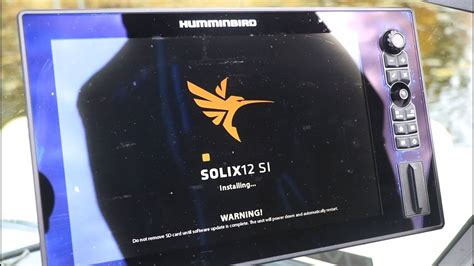 HUMMINBIRD
SOLIX12 SI
Installing...
WARNING!
Do not remove SD card until software update is complete. The unit will power down and automatically restart.